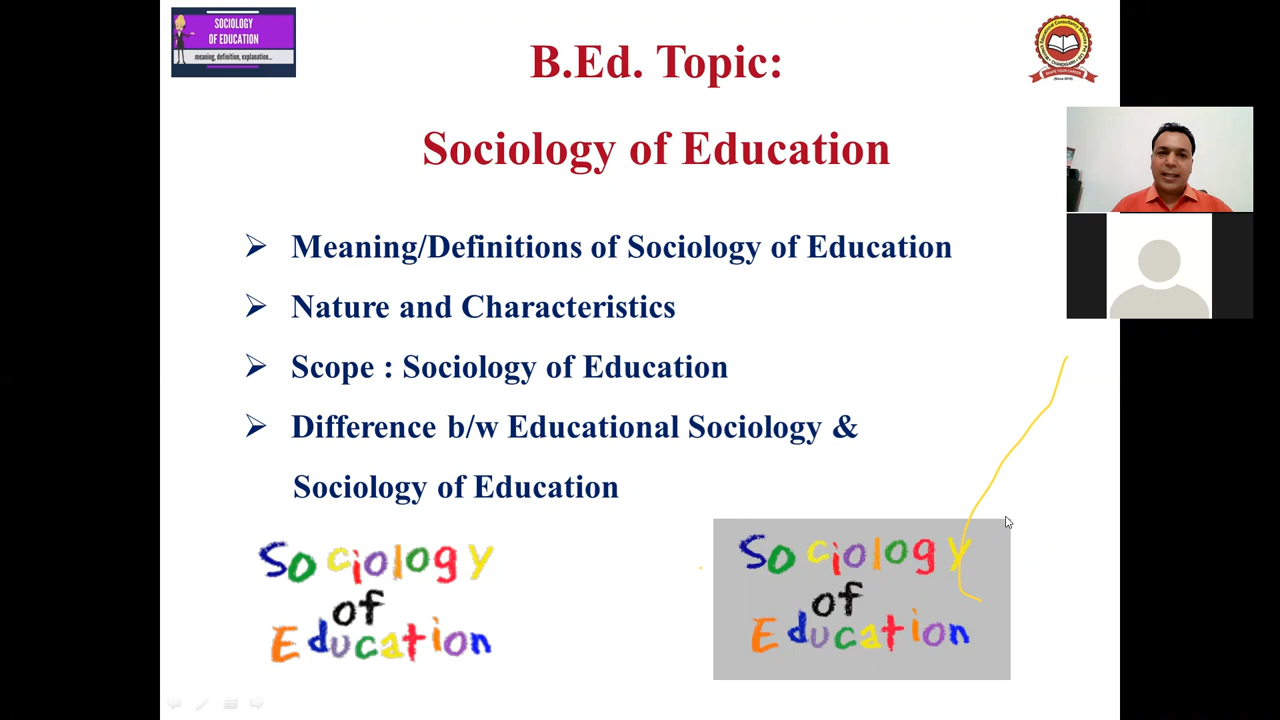 SOCIOLOGY
OF EDUCATION
meaning, definition, explanation...
B.Ed. Topic:
Sociology of Education
Meaning/Definitions of Sociology of Education
Nature and Characteristics
Scope : Sociology of Education
Difference b/w Educational Sociology &
Sociology of Education
Sociology
of
Education
Sociology
of
Education